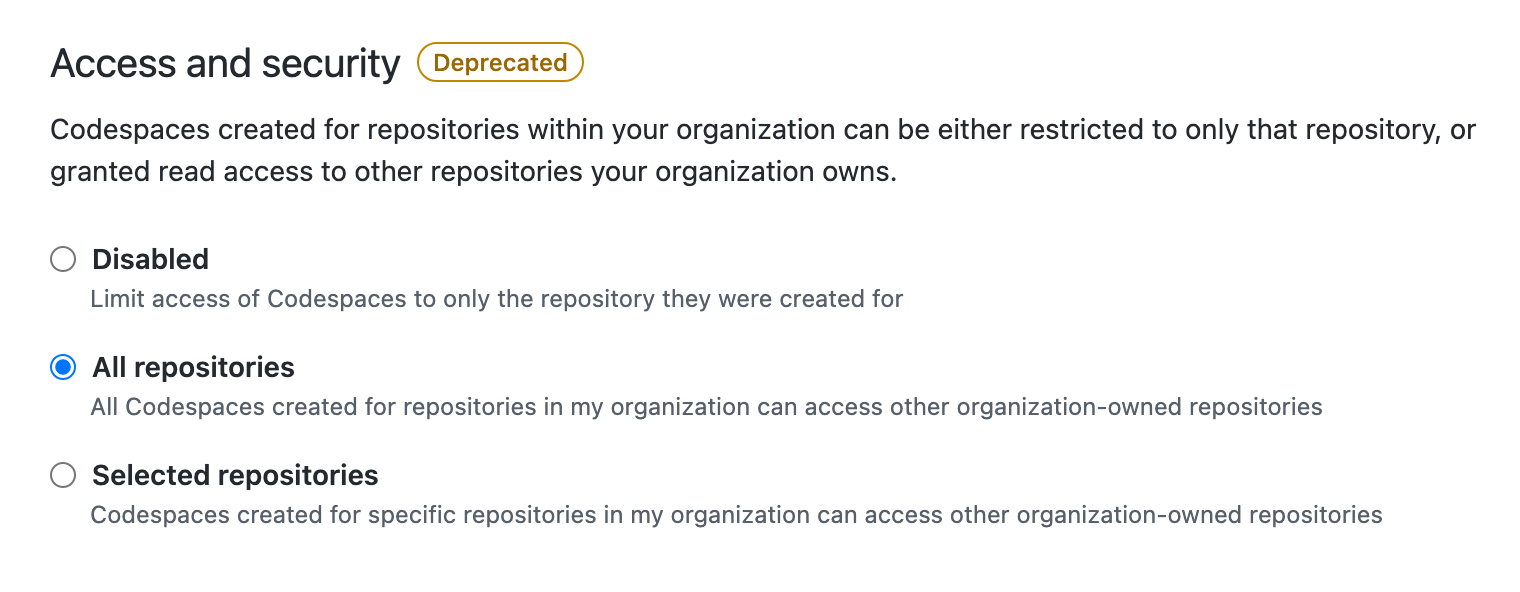 Access and security Deprecated
Codespaces created for repositories within your organization can be either restricted to only that repository, or
granted read access to other repositories your organization owns.
Disabled
Limit access of Codespaces to only the repository they were created for
All repositories
All Codespaces created for repositories in my organization can access other organization-owned repositories
Selected repositories
Codespaces created for specific repositories in my organization can access other organization-owned repositories